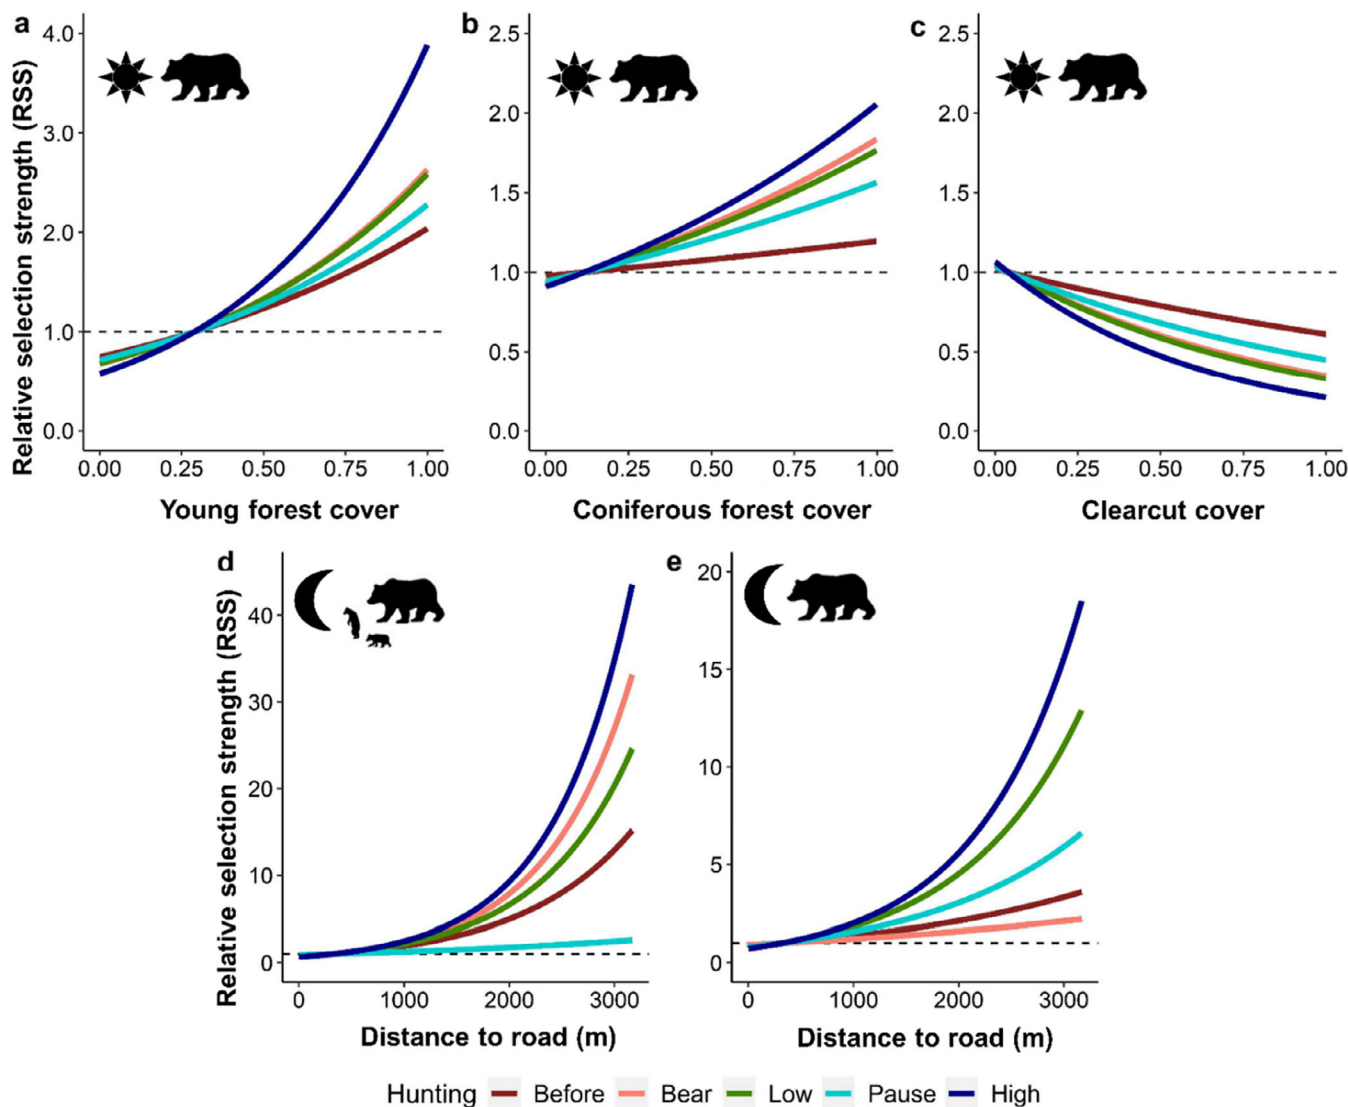 a
b
c
Relative selection strength (RSS)
4.0
3.0
2.0
1.0
0.0
0.00 0.25 0.50 0.75 1.00
Young forest cover
2.5
2.0
1.5
1.0
0.5
0.0
0.00 0.25 0.50 0.75 1.00
Coniferous forest cover
2.5
2.0
1.5
1.0
0.5
0.0
0.00 0.25 0.50 0.75 1.00
Clearcut cover
d
e
Relative selection strength (RSS)
40
30
20
10
0
0 1000 2000 3000
Distance to road (m)
20
15
10
5
0
0 1000 2000 3000
Distance to road (m)
Hunting Before Bear Low Pause High